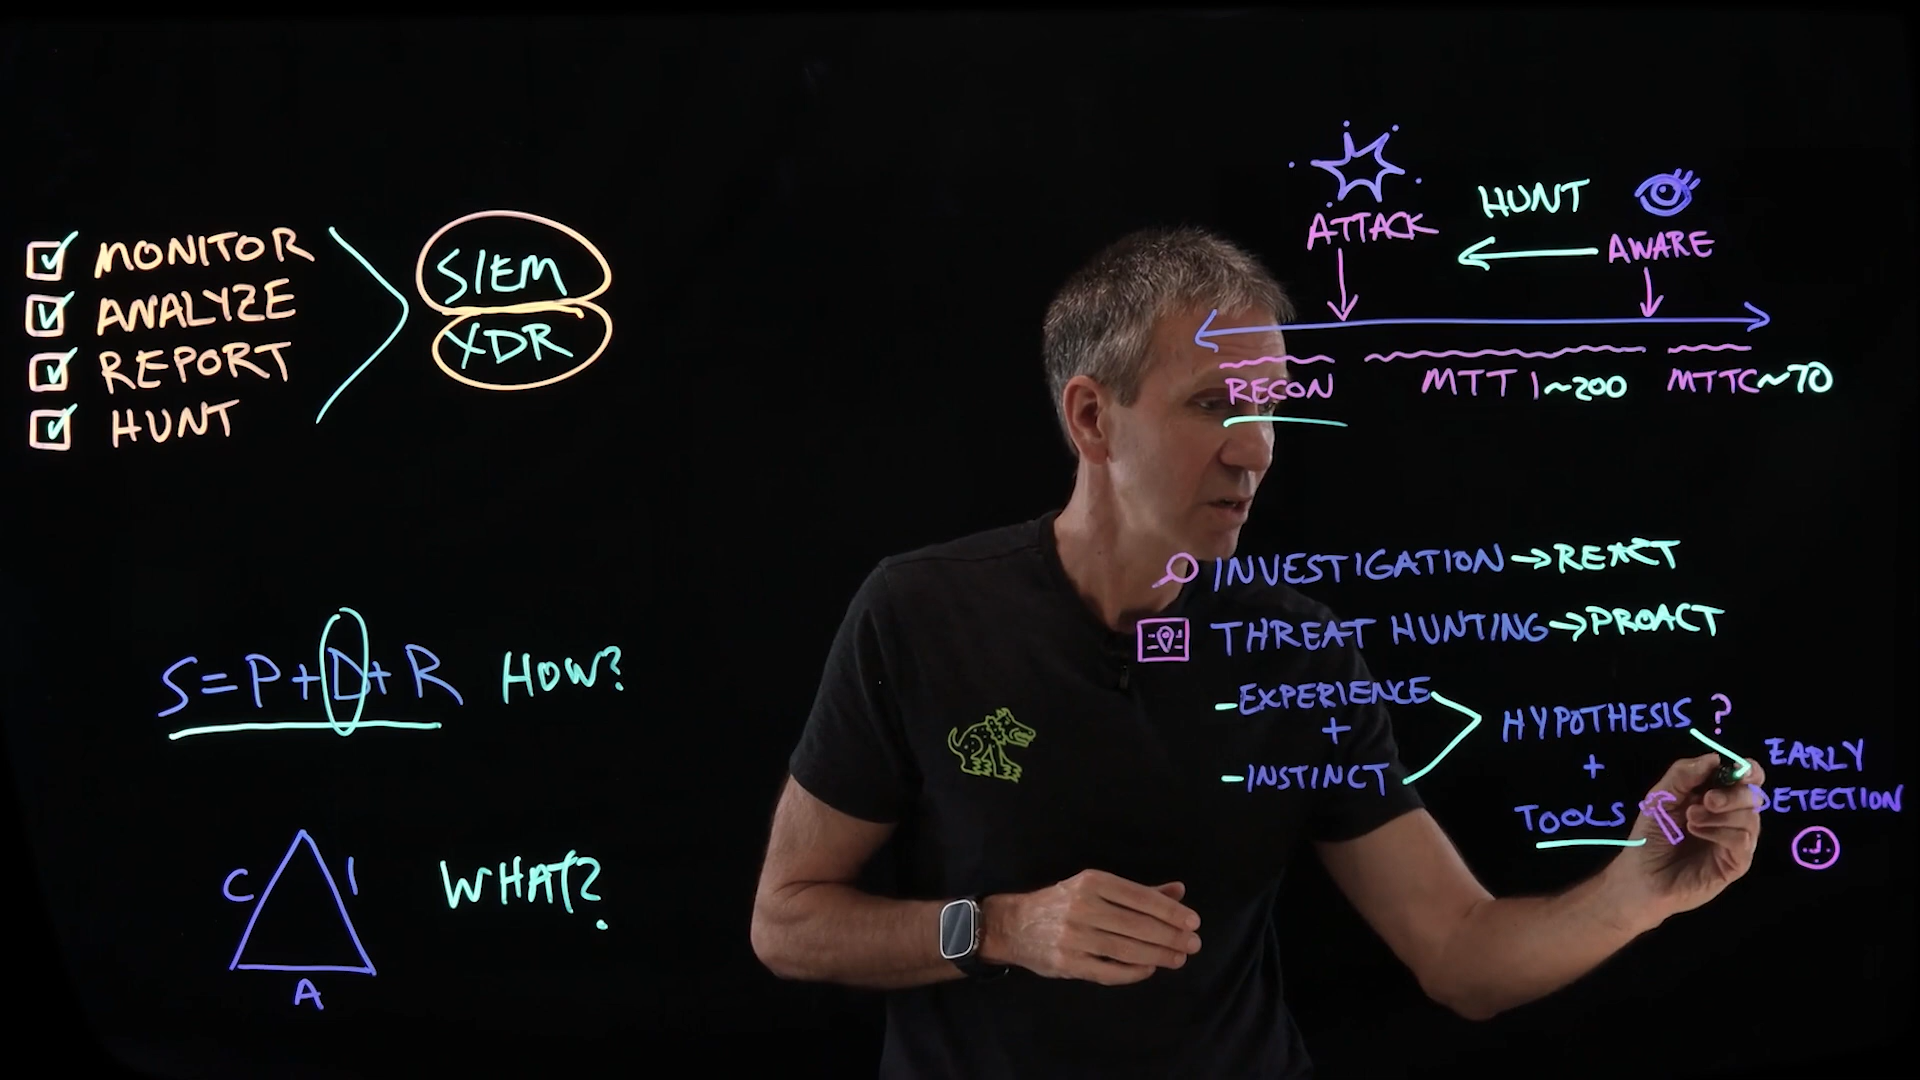 MONITOR
ANALYZE
REPORT
HUNT
SIEM
XDR
S=P+D+R HOW?
C I
A
WHAT?
HUNT
ATTACK AWARE
RECON MTTI ~200 MTTC ~70
INVESTIGATION → REACT
THREAT HUNTING → PROACT
- EXPERIENCE
+
- INSTINCT
HYPOTHESIS ?
+
TOOLS
EARLY
DETECTION